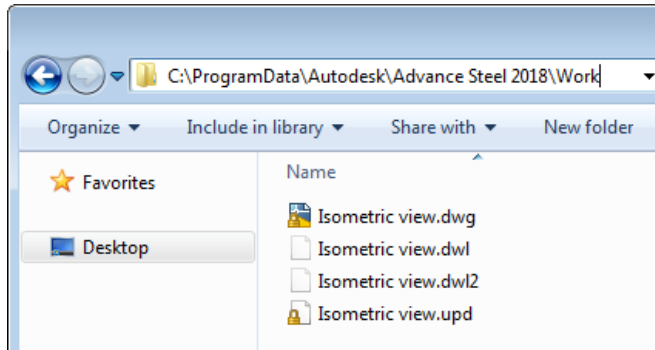 C:\ProgramData\Autodesk\Advance Steel 2018\Work
Organize Include in library Share with New folder
Favorites
Desktop
Name
Isometric view.dwg
Isometric view.dwl
Isometric view.dwl2
Isometric view.upd